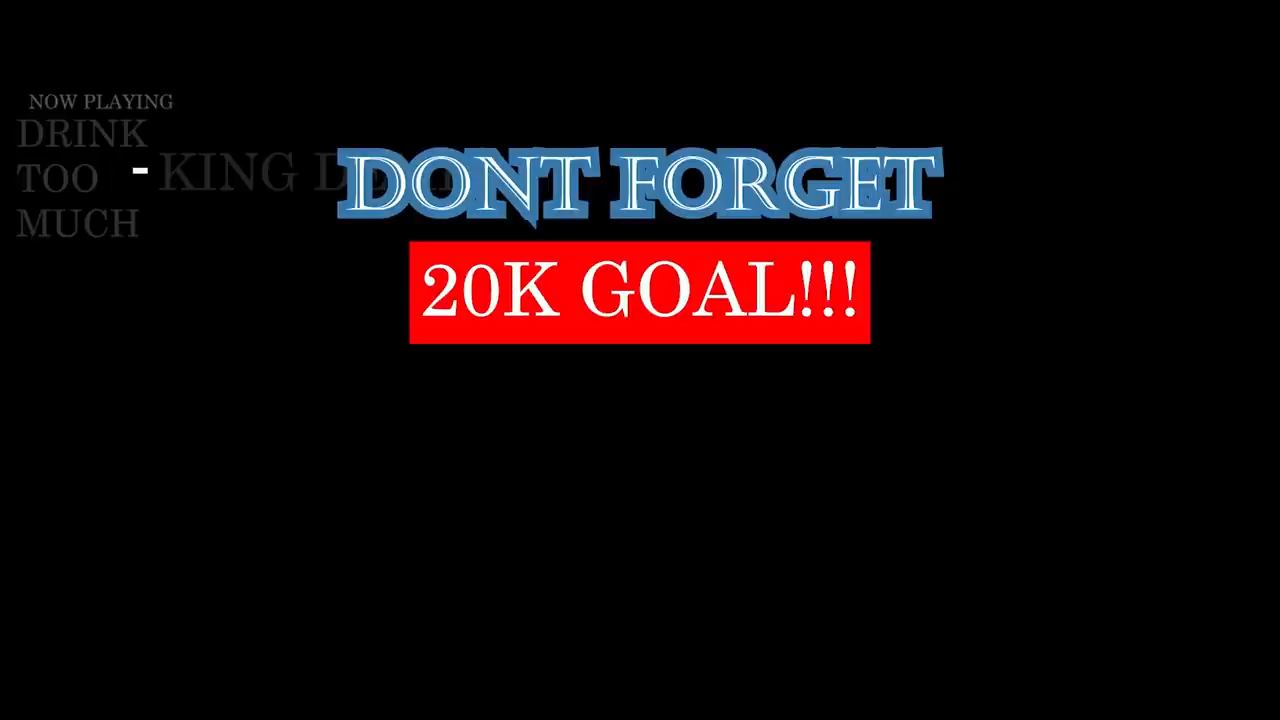 NOW PLAYING
DRINK
TOO
MUCH
- KING
DONT FORGET
20K GOAL!!!